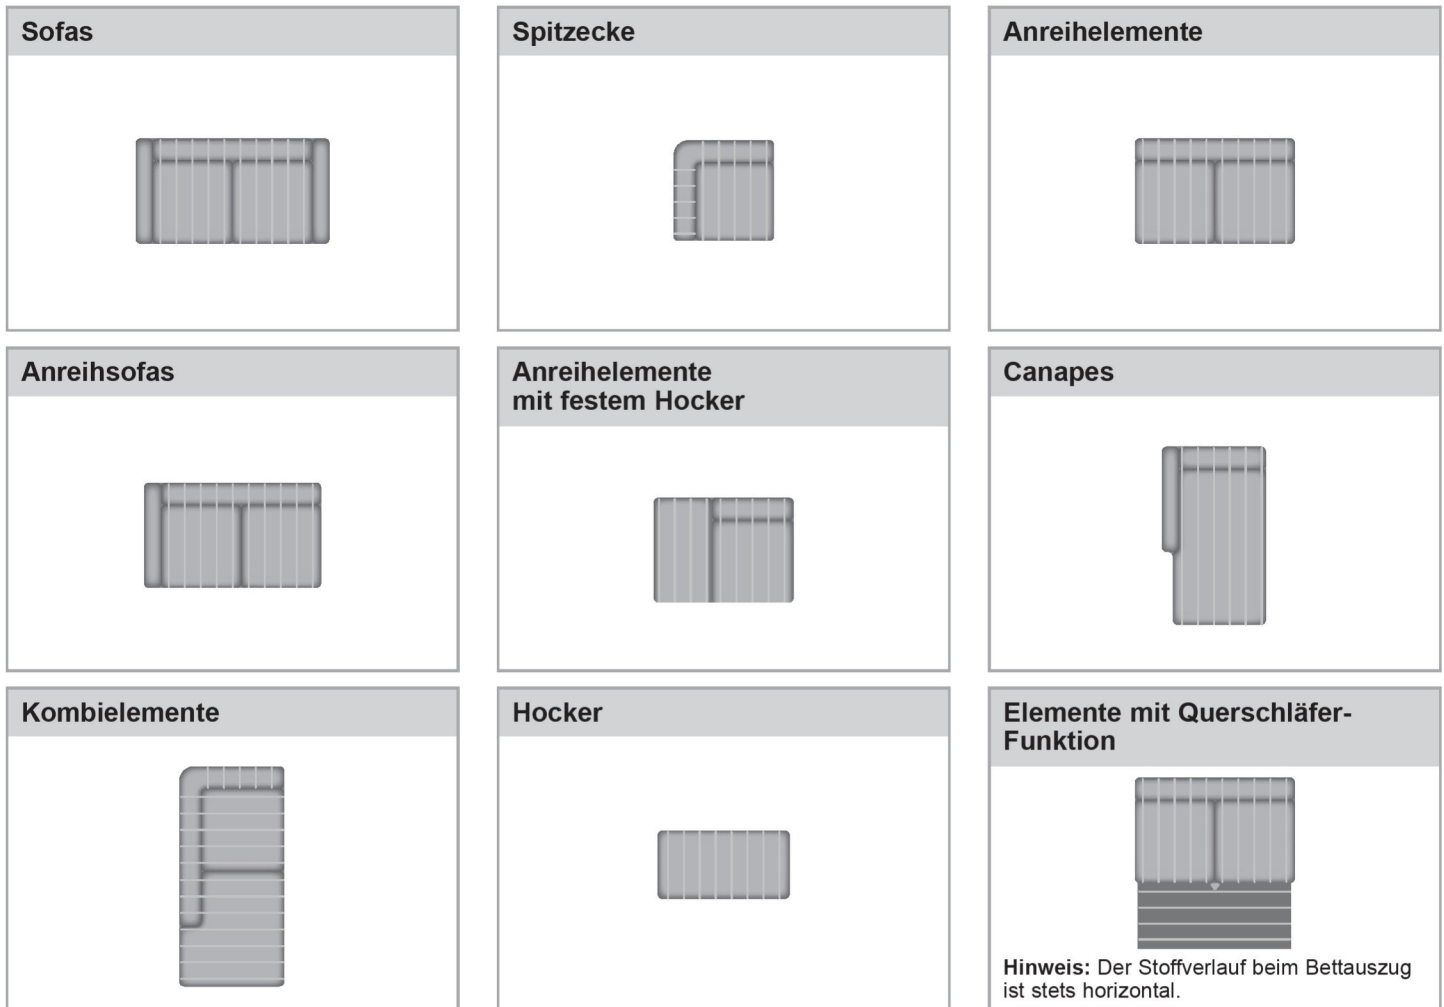 Sofas
Spitzecke
Anreihelemente
Anreihsofas
Anreihelemente
mit festem Hocker
Canapes
Kombielemente
Hocker
Elemente mit Querschläfer-
Funktion
Hinweis: Der Stoffverlauf beim Bettauszug
ist stets horizontal.